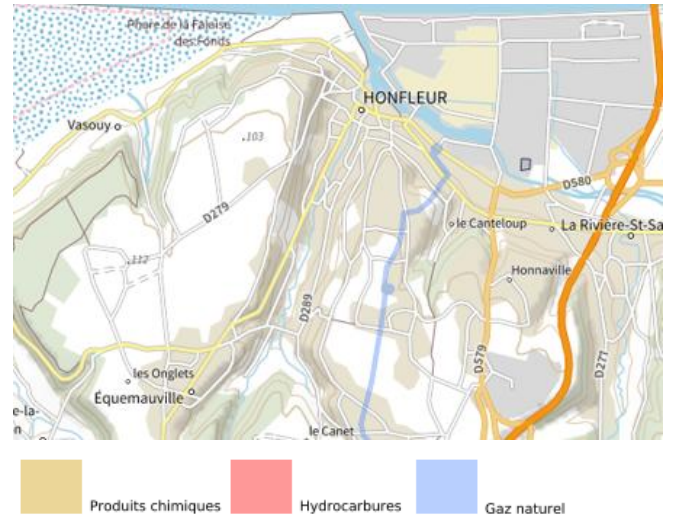 Phare de la Falaise
des Fonds
HONFLEUR
Vasouy
.103
D279
D580
le Canteloup
La Rivière-St-Sa
.112
Honnaville
D289
D579
D271
les Onglets
Équemauville
e-la-
n
le Canet
Produits chimiques
Hydrocarbures
Gaz naturel